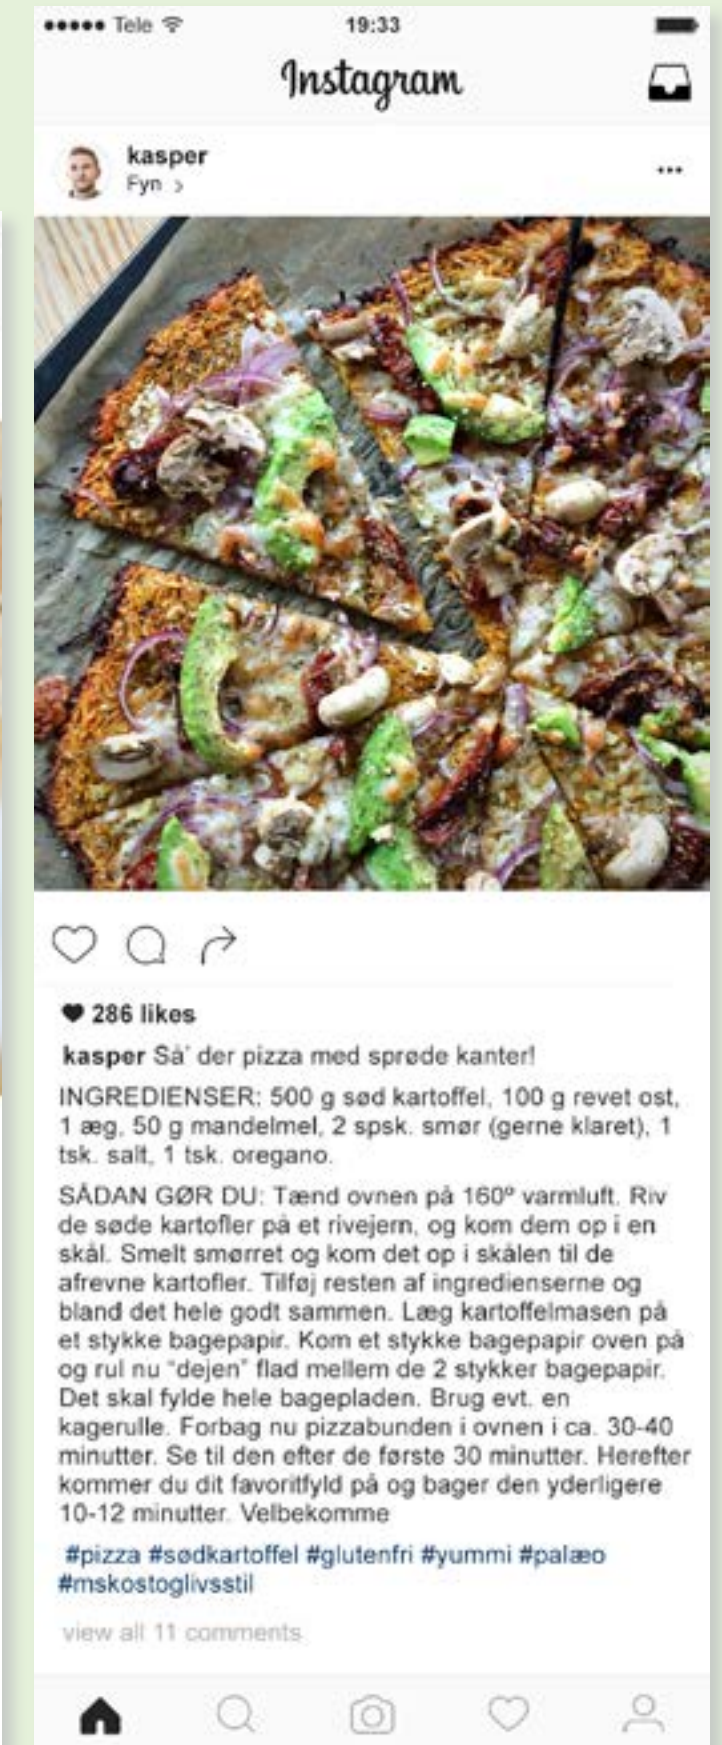 Tele 19:33
Instagram
kasper
Fyn >
286 likes
kasper Så' der pizza med sprøde kanter!
INGREDIENSER: 500 g sød kartoffel, 100 g revet ost,
1 æg, 50 g mandelmel, 2 spsk. smør (gerne klaret), 1
tsk. salt, 1 tsk. oregano.
SÅDAN GØR DU: Tænd ovnen på 160º varmluft. Riv
de søde kartofler på et rivejern, og kom dem op i en
skål. Smelt smørret og kom det op i skålen til de
afrevne kartofler. Tilføj resten af ingredienserne og
bland det hele godt sammen. Læg kartoffelmasen på
et stykke bagepapir. Kom et stykke bagepapir oven på
og rul nu "dejen" flad mellem de 2 stykker bagepapir.
Det skal fylde hele bagepladen. Brug evt. en
kagerulle. Forbag nu pizzabunden i ovnen i ca. 30-40
minutter. Se til den efter de første 30 minutter. Herefter
kommer du dit favoritfyld på og bager den yderligere
10-12 minutter. Velbekomme
#pizza #sødkartoffel #glutenfri #yummi #palæo
#mskostoglivsstil
view all 11 comments